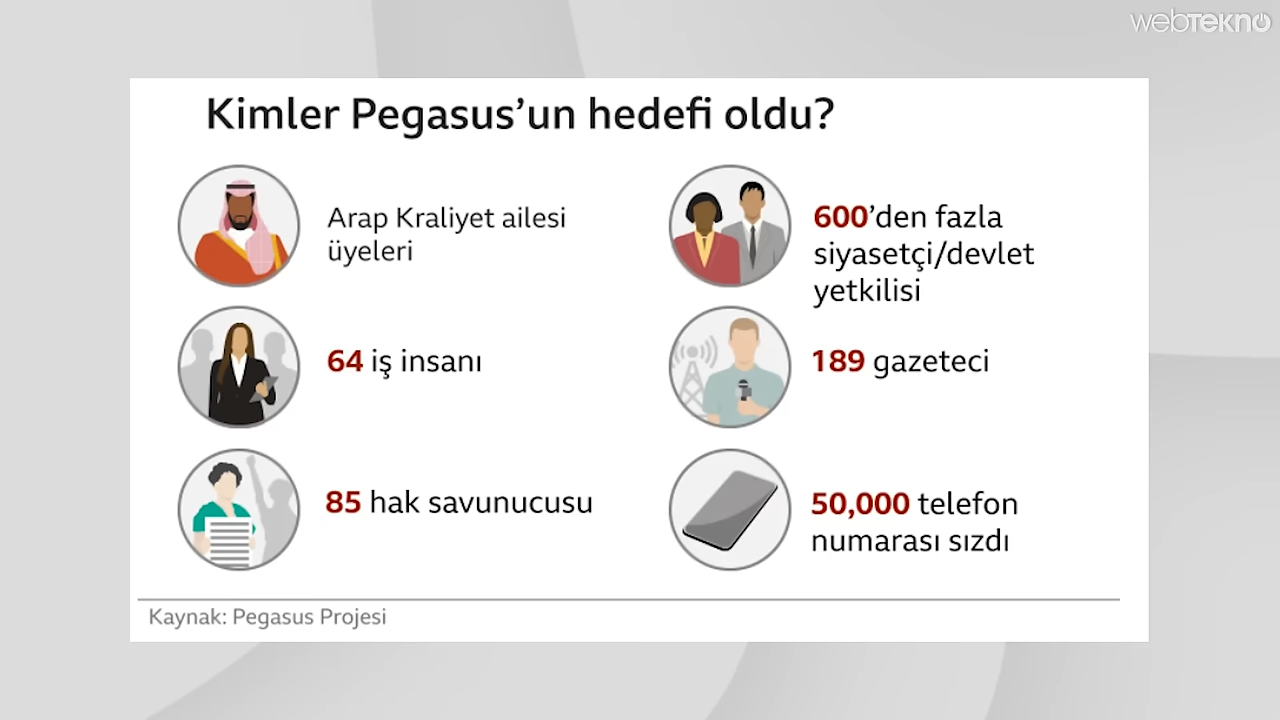 webtekno
Kimler Pegasus’un hedefi oldu?
Arap Kraliyet ailesi
üyeleri
600’den fazla
siyasetçi/devlet
yetkilisi
64 iş insanı
189 gazeteci
85 hak savunucusu
50,000 telefon
numarası sızdı
Kaynak: Pegasus Projesi